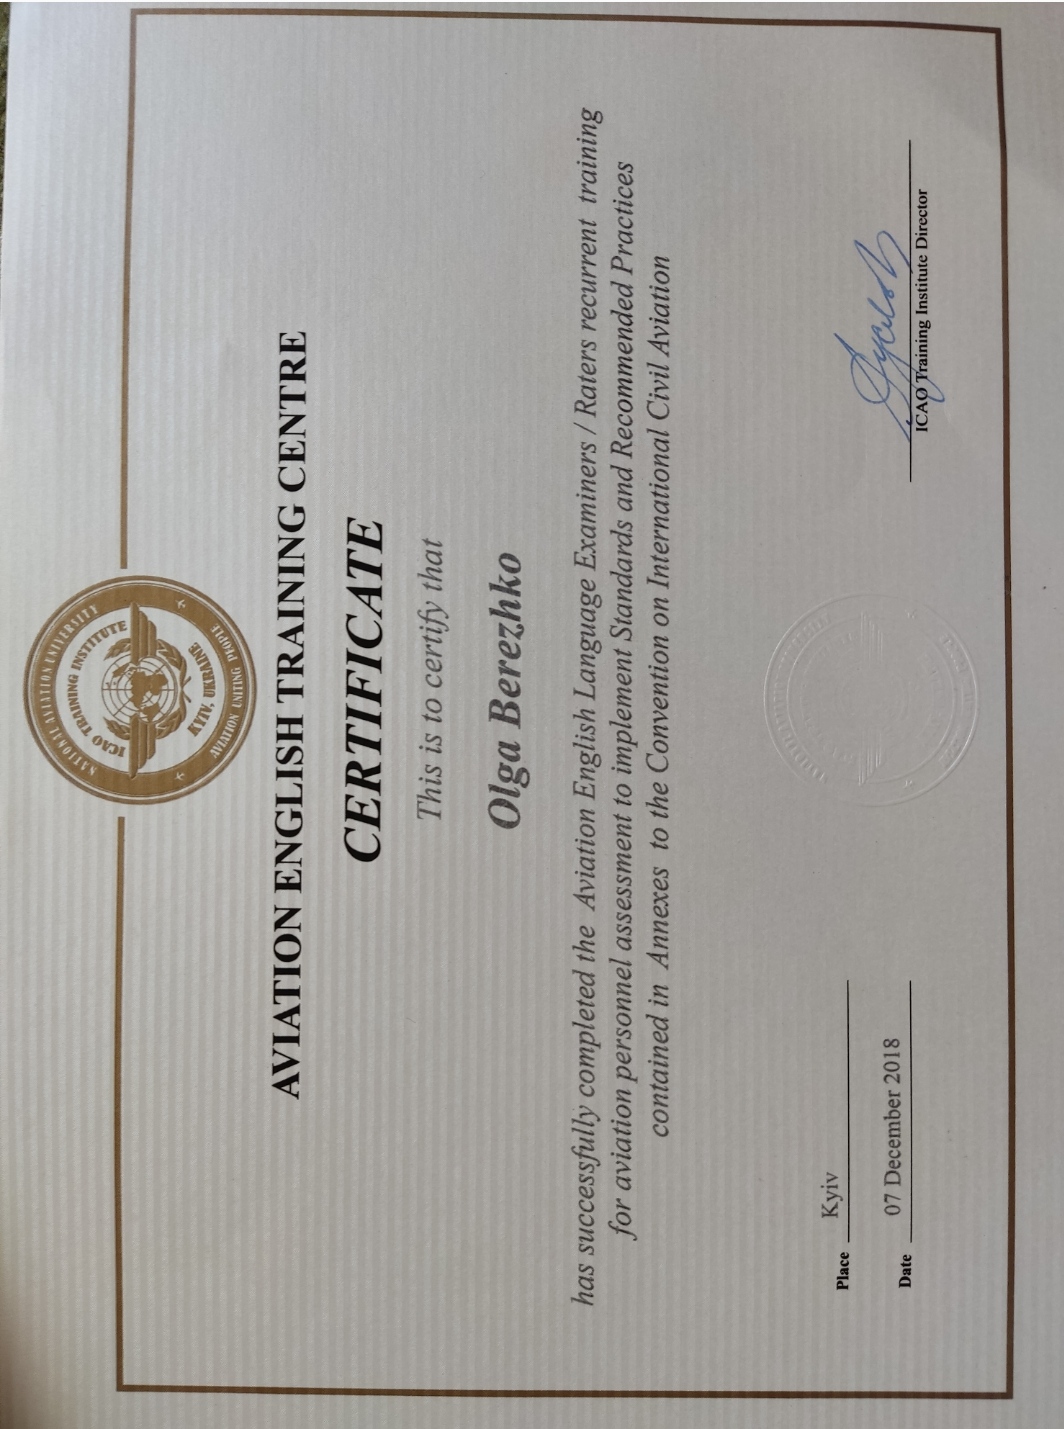 NATIONAL AVIATION UNIVERSITY
ICAO TRAINING INSTITUTE
KYIV, UKRAINE
AVIATION UNITING PEOPLE
AVIATION ENGLISH TRAINING CENTRE
CERTIFICATE
This is to certify that
Olga Berezhko
has successfully completed the Aviation English Language Examiners / Raters recurrent training
for aviation personnel assessment to implement Standards and Recommended Practices
contained in Annexes to the Convention on International Civil Aviation
Place Kyiv
Date 07 December 2018
ICAO Training Institute Director